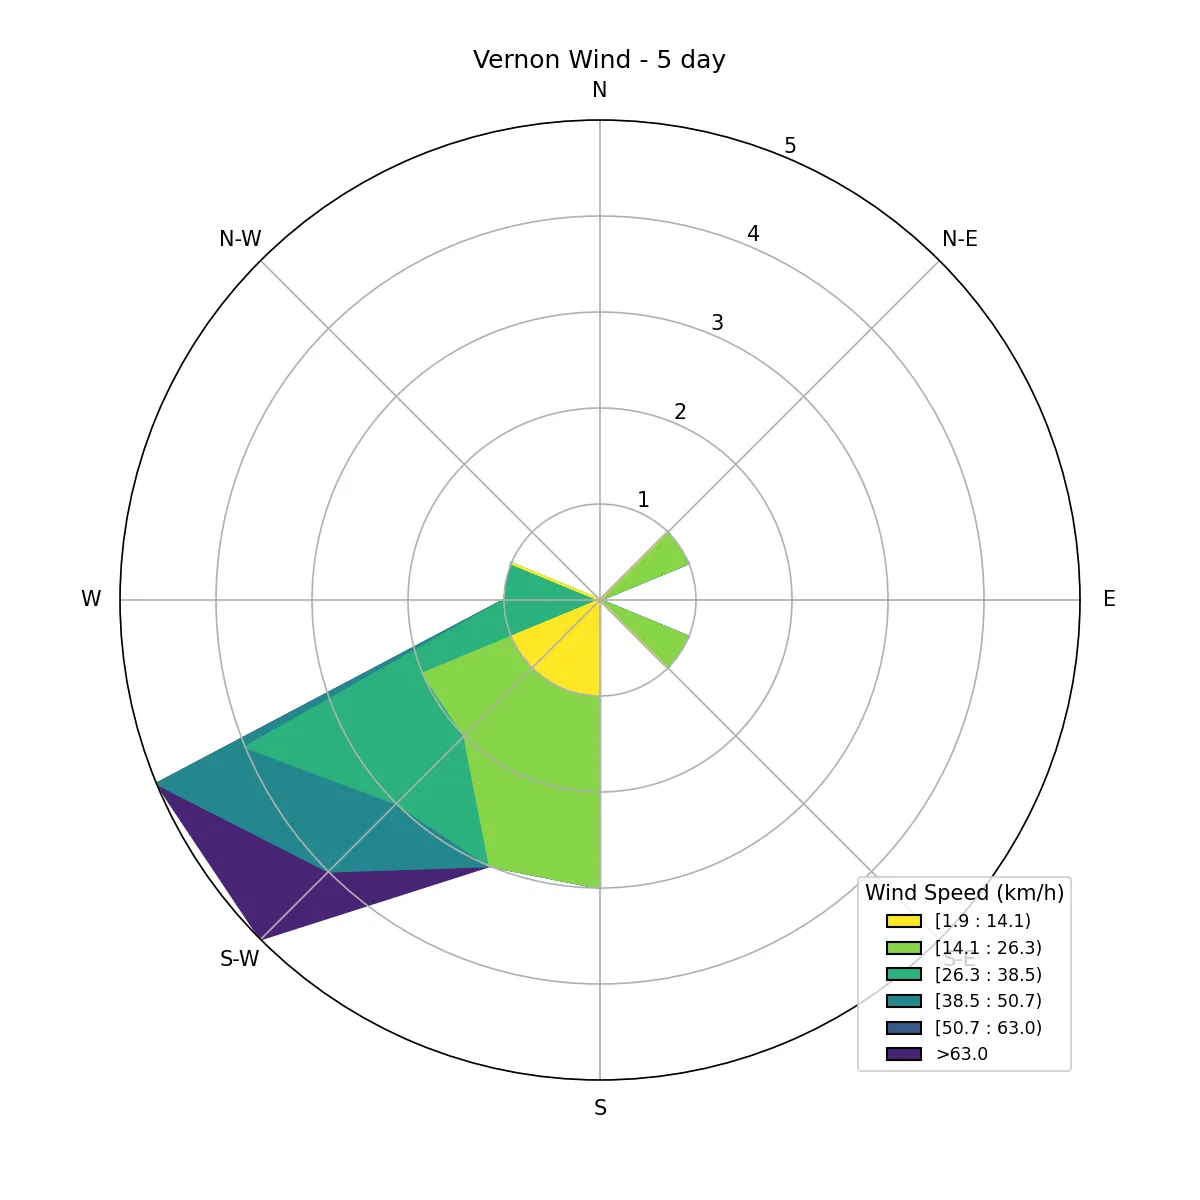 Vernon Wind - 5 day
N
5
N-W
N-E
4
3
2
1
W
E
Wind Speed (km/h)
[1.9 : 14.1)
[14.1 : 26.3)
S-W
S-E
[26.3 : 38.5)
[38.5 : 50.7)
[50.7 : 63.0)
>63.0
S